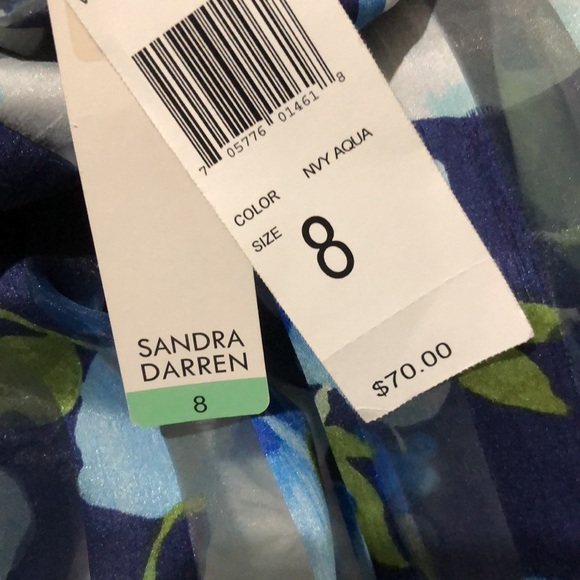 7 05776 01461 8
COLOR NVY AQUA
SIZE 8
$70.00
SANDRA
DARREN
8